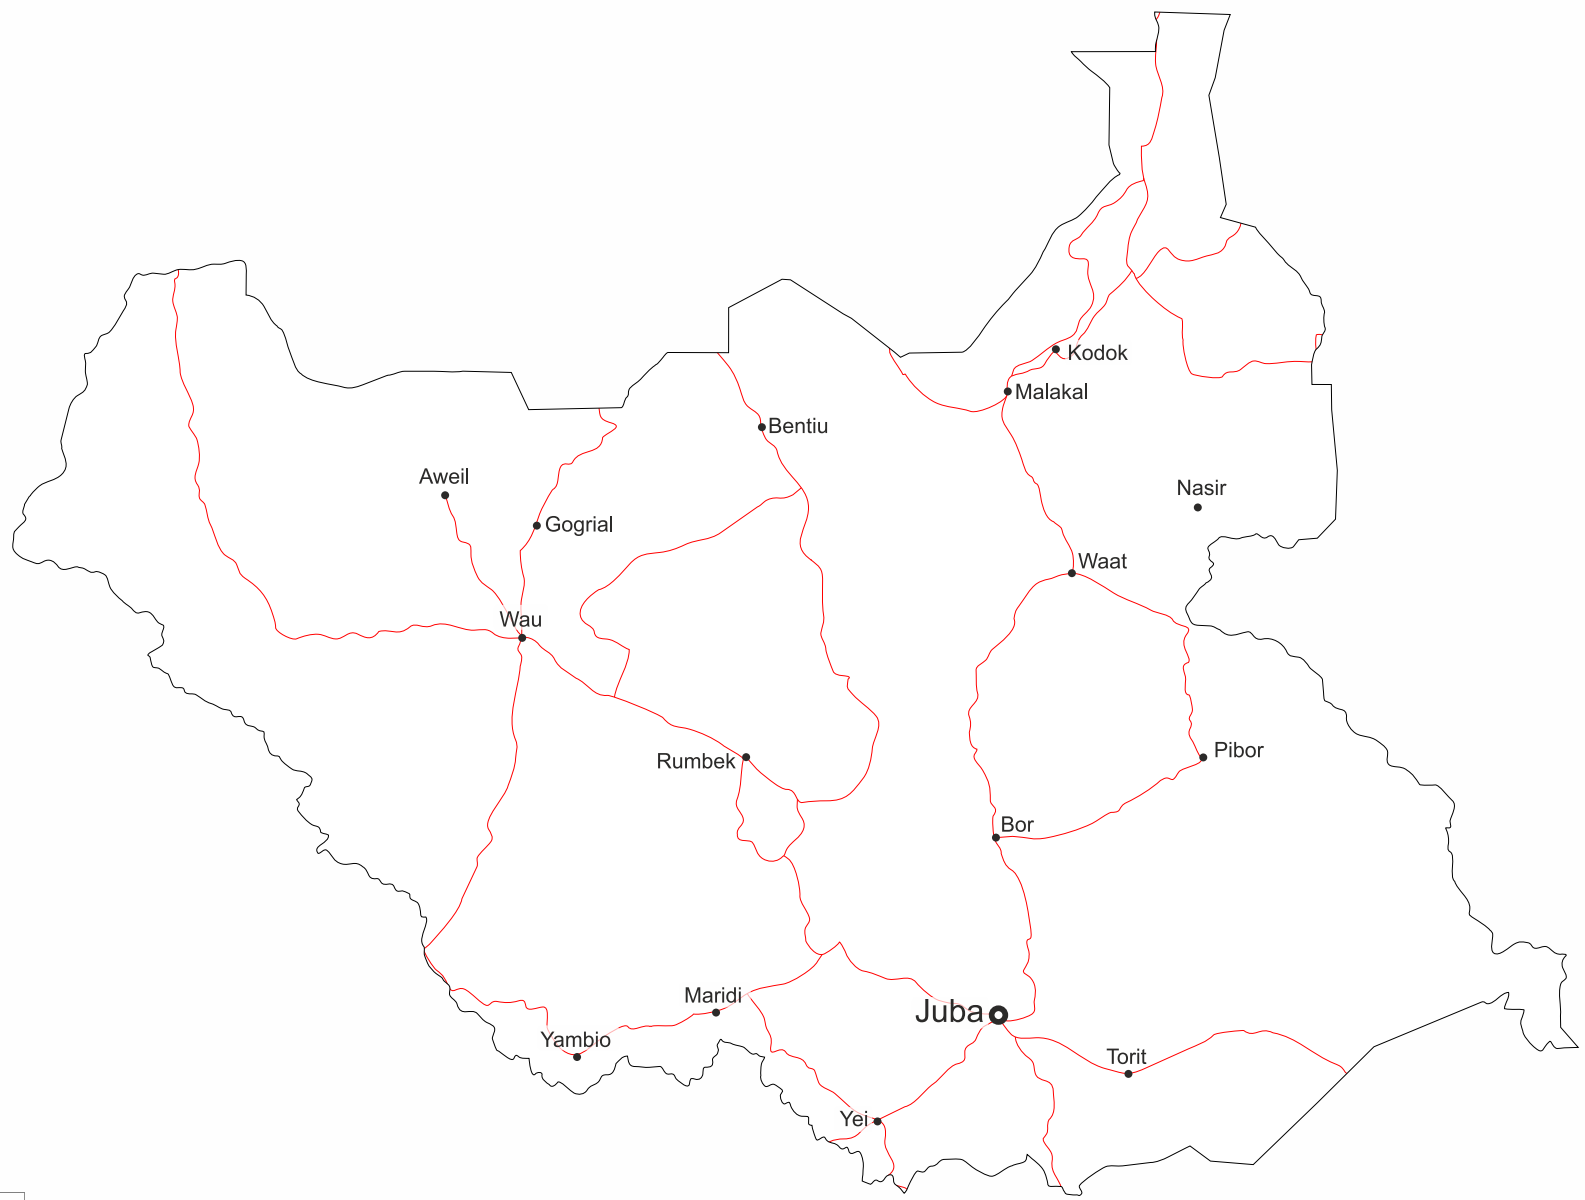 Kodok
Malakal
Bentiu
Aweil
Nasir
Gogrial
Waat
Wau
Pibor
Rumbek
Bor
Maridi
Juba
Yambio
Torit
Yei